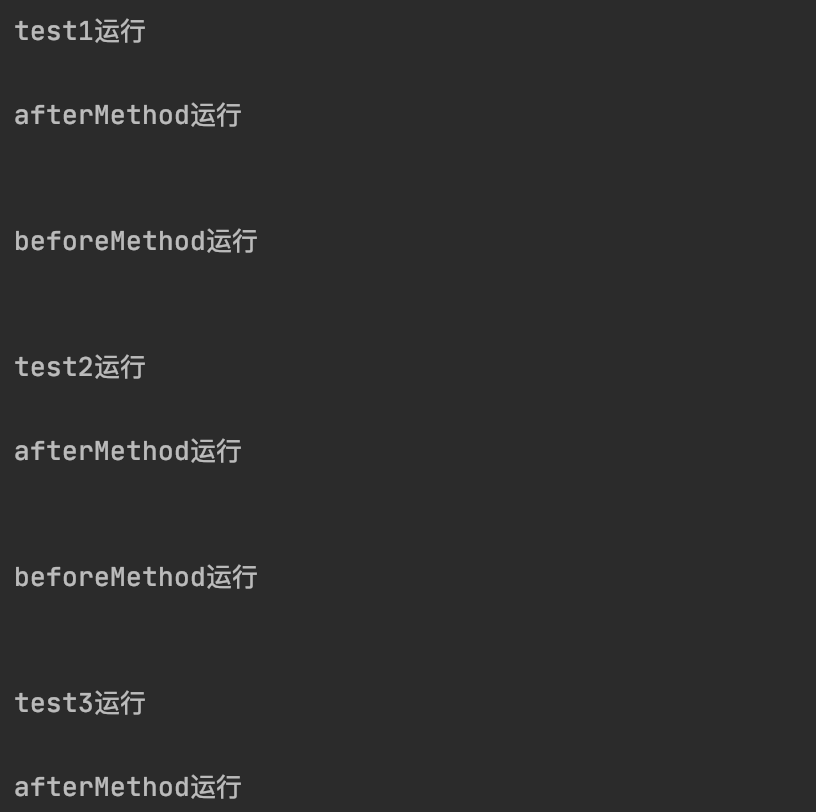 test1运行
afterMethod运行
beforeMethod运行
test2运行
afterMethod运行
beforeMethod运行
test3运行
afterMethod运行